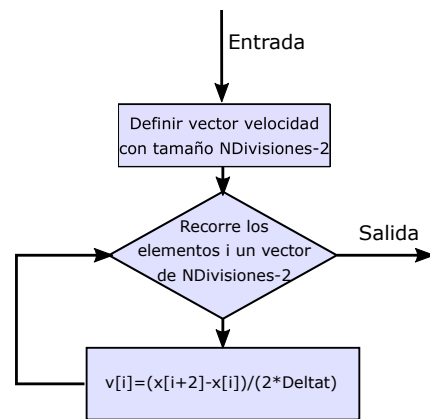 Entrada
Definir vector velocidad
con tamaño NDivisiones-2
Recorre los
elementos i un vector
de NDivisiones-2
Salida
v[i]=(x[i+2]-x[i])/(2*Deltat)